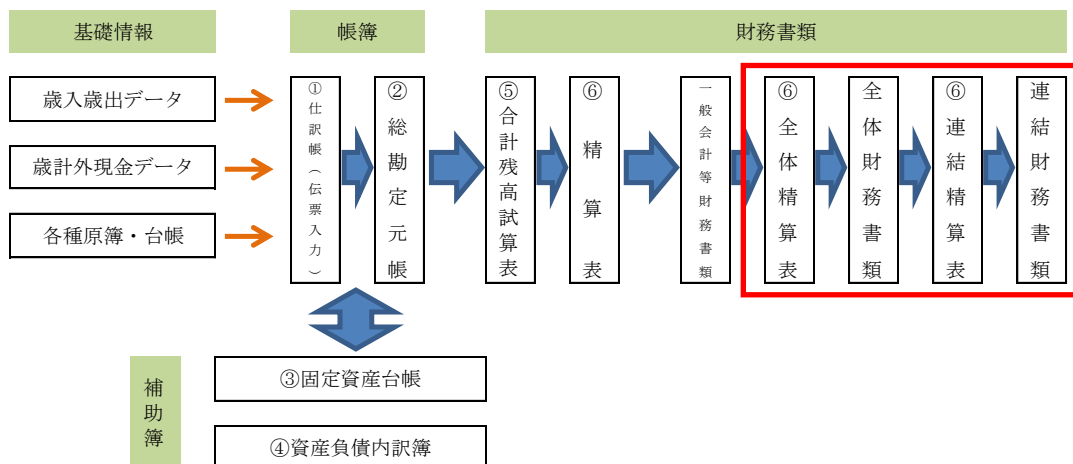 基礎情報
帳簿
財務書類
歳入歳出データ
歳計外現金データ
各種原簿・台帳
①仕訳帳（伝票入力）
②総勘定元帳
⑤合計残高試算表
⑥精算表
一般会計等財務書類
⑥全体精算表
全体財務書類
⑥連結精算表
連結財務書類
補助簿
③固定資産台帳
④資産負債内訳簿